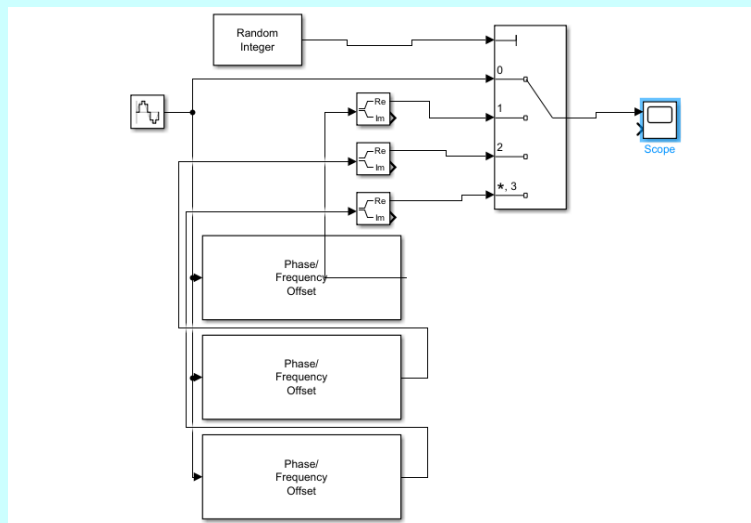 Random
Integer
0
Re
Im
1
Re
Im
2
Re
Im
*, 3
Scope
Phase/
Frequency
Offset
Phase/
Frequency
Offset
Phase/
Frequency
Offset